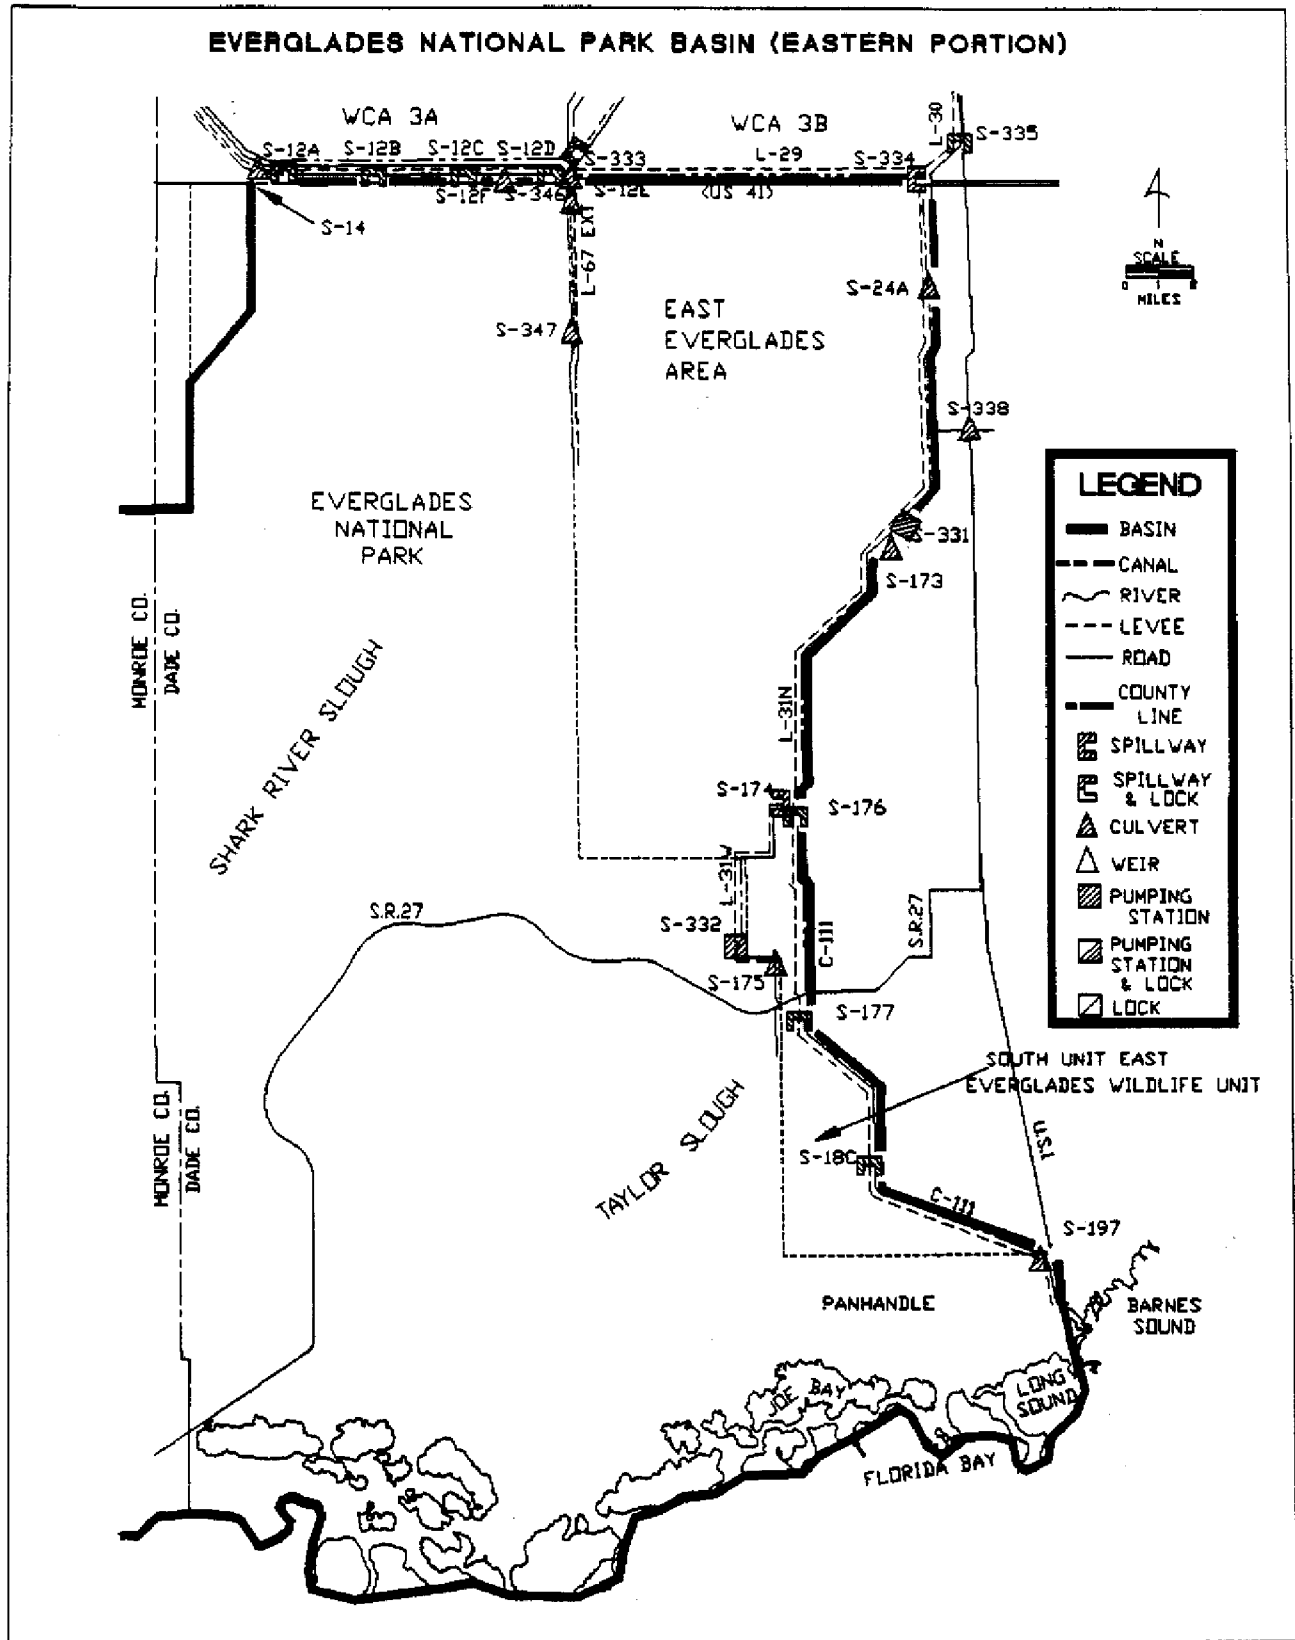 EVERGLADES NATIONAL PARK BASIN (EASTERN PORTION)
WCA 3A
WCA 3B
L-30
S-335
S-12A
S-12B
S-12C
S-12D
S-333
L-29
S-334
S-12F
S-346
S-12E
(US 41)
S-14
L-67 EXT
N
SCALE
MILES
S-24A
S-347
EAST
EVERGLADES
AREA
S-338
EVERGLADES
NATIONAL
PARK
S-331
S-173
LEGEND
BASIN
CANAL
RIVER
LEVEE
ROAD
COUNTY
LINE
SPILLWAY
SPILLWAY
& LOCK
CULVERT
WEIR
PUMPING
STATION
PUMPING
STATION
& LOCK
LOCK
MONROE CO.
DADE CO.
SHARK RIVER SLOUGH
L-31N
S-174
S-176
L-31W
S.R.27
S-332
C-111
S.R.27
S-175
S-177
SOUTH UNIT EAST
EVERGLADES WILDLIFE UNIT
MONROE CO.
DADE CO.
TAYLOR SLOUGH
U.S.1
S-18C
C-111
S-197
PANHANDLE
BARNES
SOUND
JOE BAY
LONG
SOUND
FLORIDA BAY